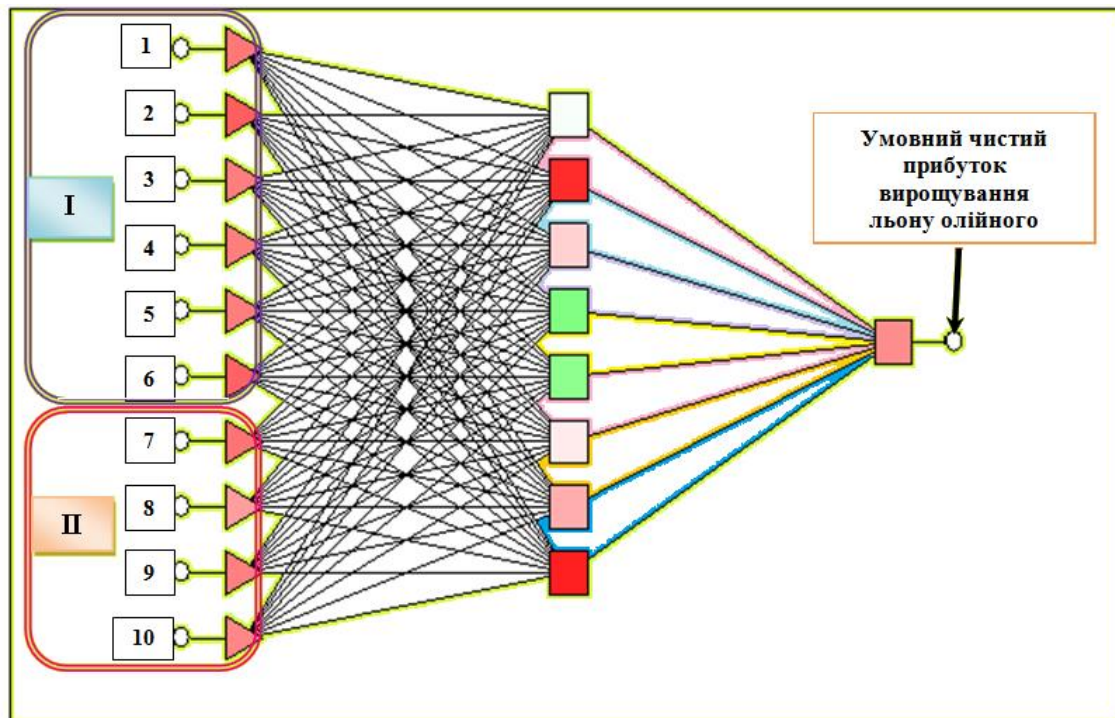 1
2
3
4
5
6
7
8
9
10
I
II
Умовний чистий
прибуток
вирощування
льону олійного